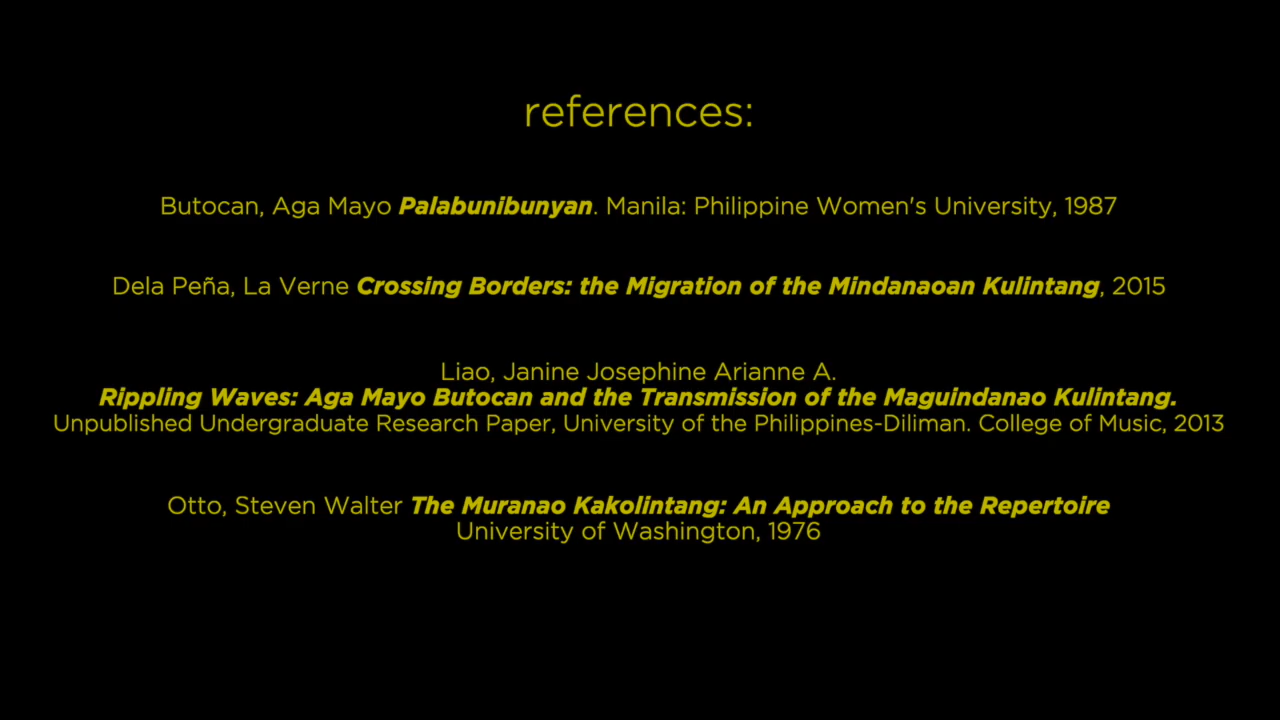 references:
Butocan, Aga Mayo Palabunibunyan. Manila: Philippine Women's University, 1987
Dela Peña, La Verne Crossing Borders: the Migration of the Mindanaoan Kulintang, 2015
Liao, Janine Josephine Arianne A.
Rippling Waves: Aga Mayo Butocan and the Transmission of the Maguindanao Kulintang.
Unpublished Undergraduate Research Paper, University of the Philippines-Diliman. College of Music, 2013
Otto, Steven Walter The Muranao Kakolintang: An Approach to the Repertoire
University of Washington, 1976